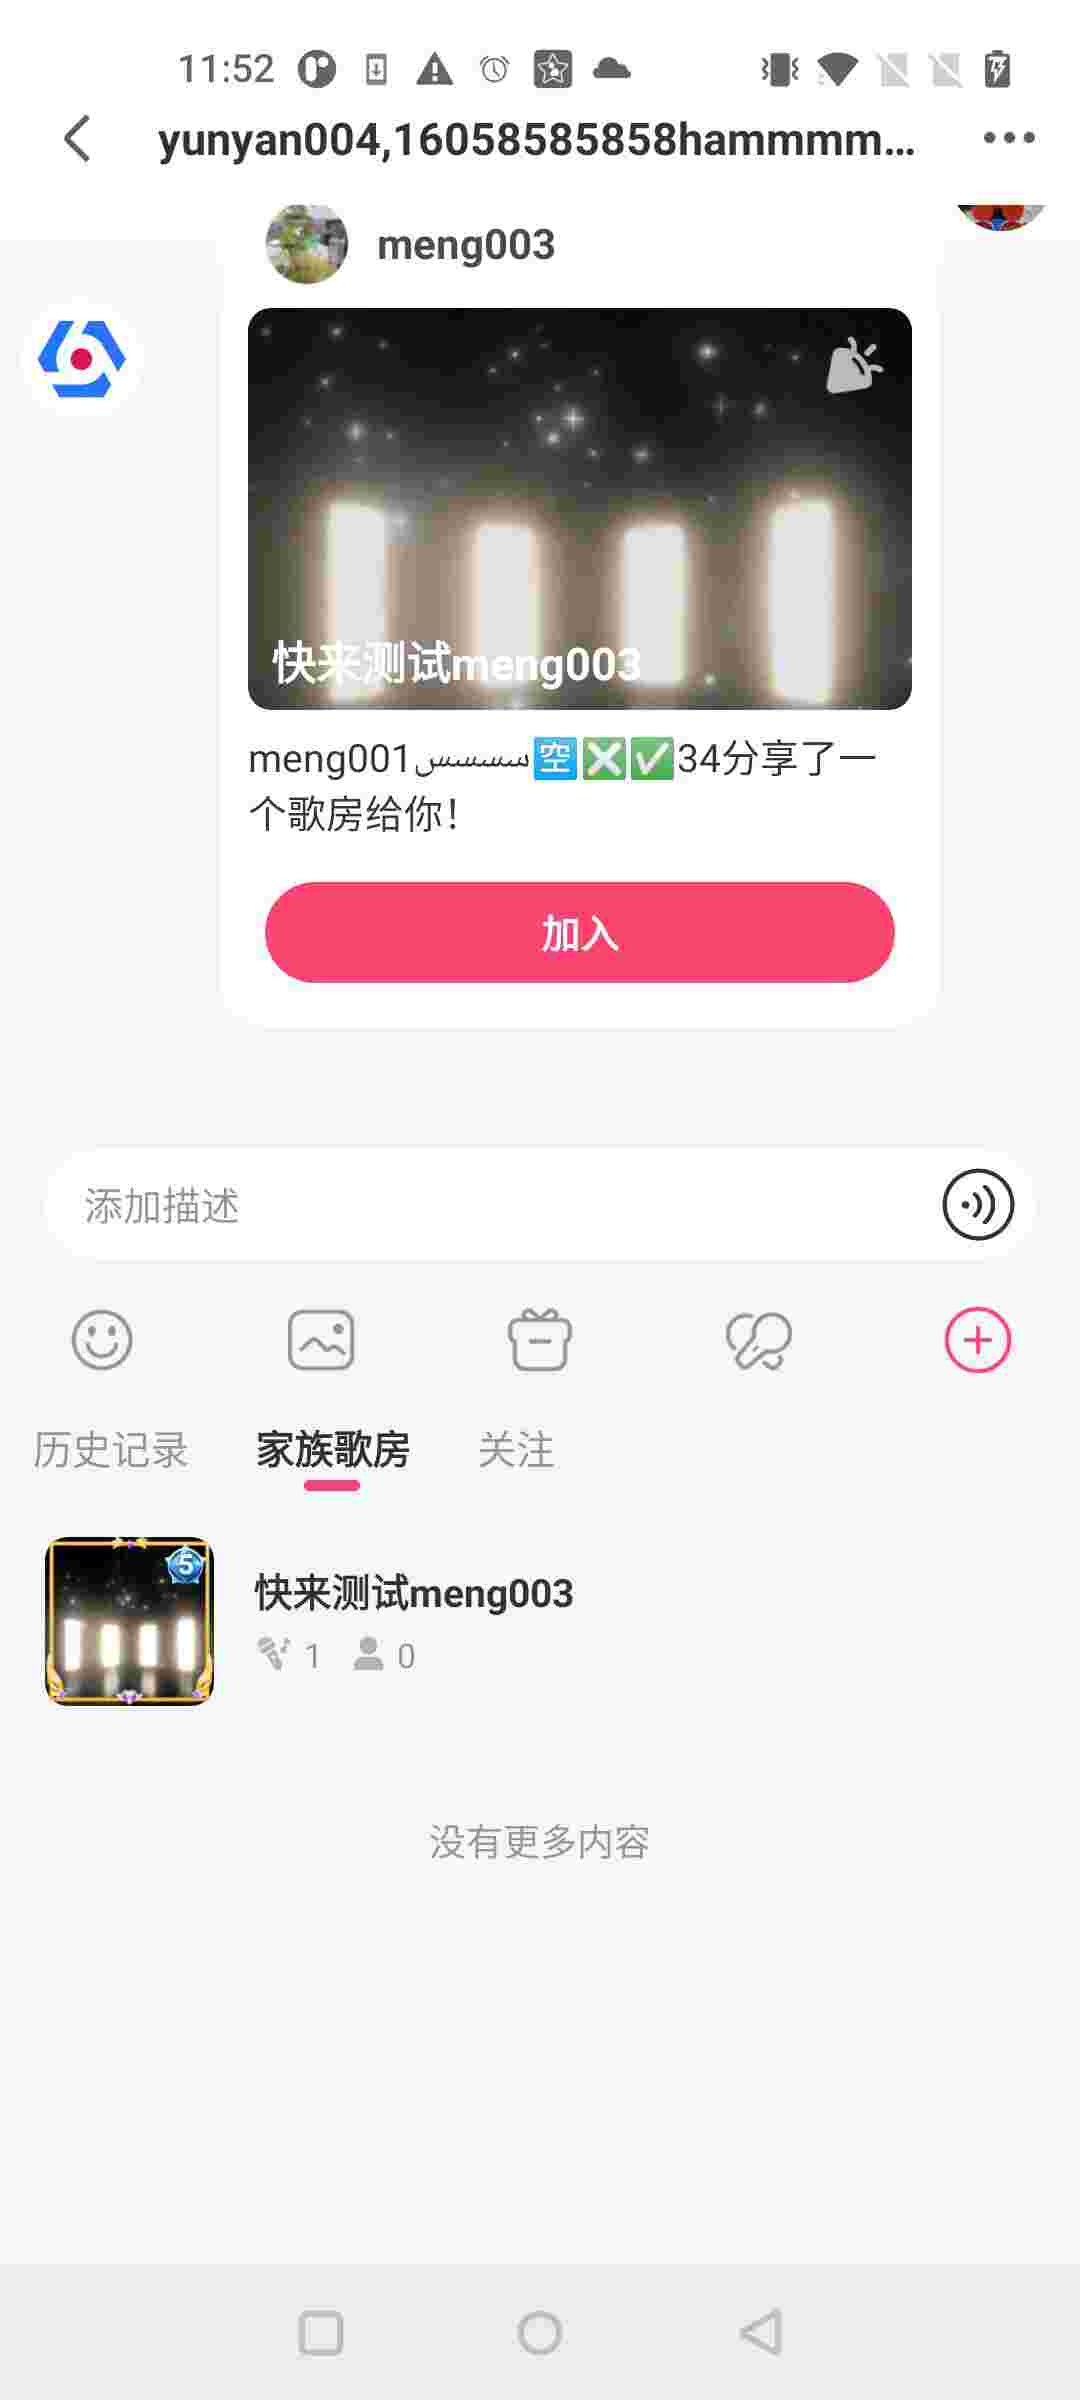 11:52
yunyan004,16058585858hammmm...
meng003
快来测试meng003
meng001سسسس🈳❎✅34分享了一
个歌房给你！
加入
添加描述
历史记录 家族歌房 关注
5
快来测试meng003
1 0
没有更多内容